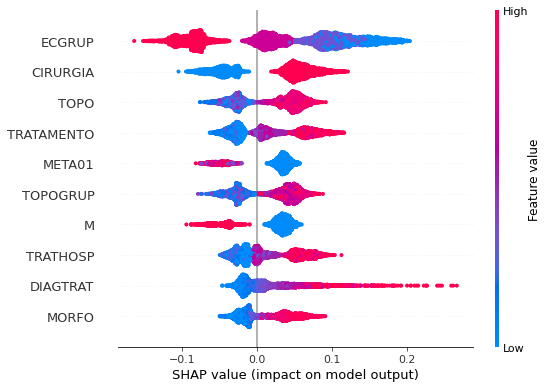 High
ECGRUP
CIRURGIA
TOPO
TRATAMENTO
META01
TOPOGRUP
M
TRATHOSP
DIAGTRAT
MORFO
Feature value
Low
−0.1 0.0 0.1 0.2
SHAP value (impact on model output)